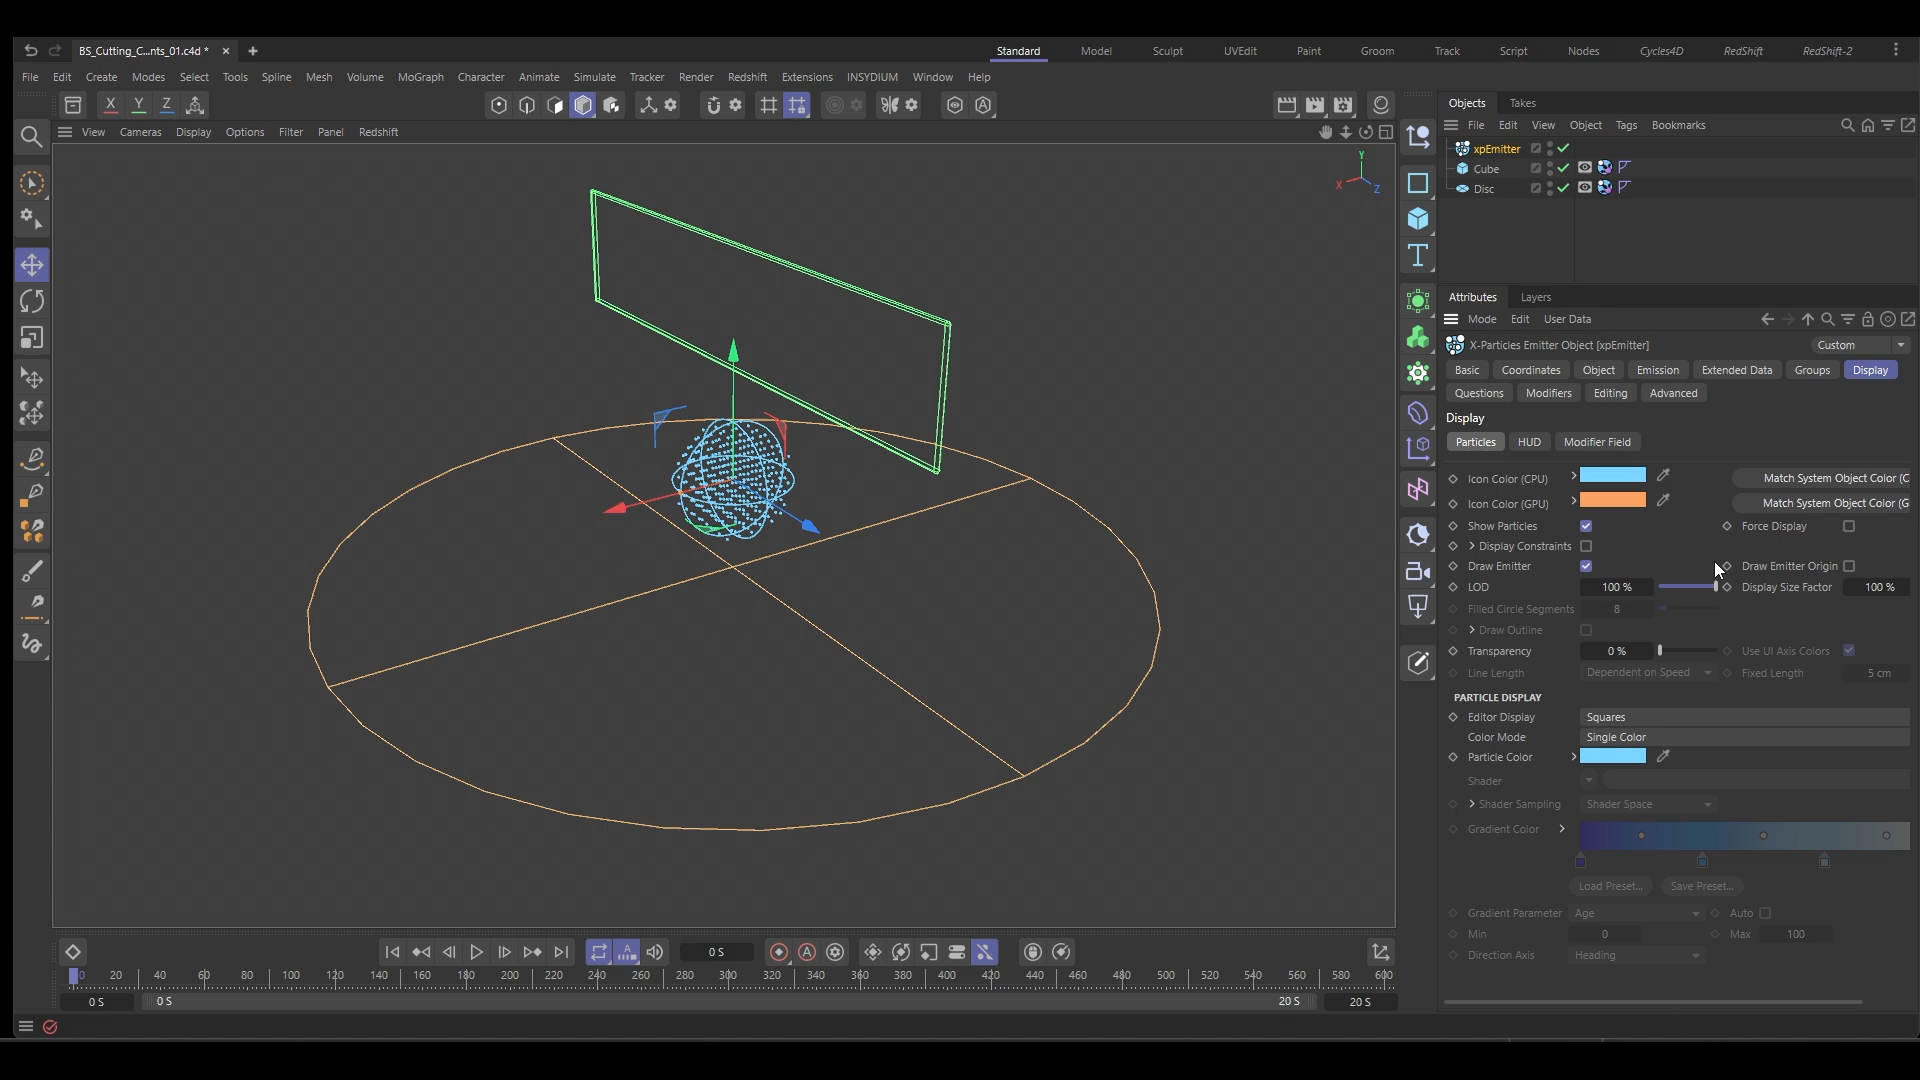 BS_Cutting_C...nts_01.c4d *
Standard Model Sculpt UVEdit Paint Groom Track Script Nodes Cycles4D RedShift RedShift-2
File Edit Create Modes Select Tools Spline Mesh Volume MoGraph Character Animate Simulate Tracker Render Redshift Extensions INSYDIUM Window Help
X Y Z
View Cameras Display Options Filter Panel Redshift
Y
X
Z
Objects Takes
File Edit View Object Tags Bookmarks
xpEmitter
Cube
Disc
Attributes Layers
Mode Edit User Data
X-Particles Emitter Object [xpEmitter] Custom
Basic Coordinates Object Emission Extended Data Groups Display
Questions Modifiers Editing Advanced
Display
Particles HUD Modifier Field
Icon Color (CPU) Match System Object Color (C
Icon Color (GPU) Match System Object Color (G
Show Particles Force Display
Display Constraints
Draw Emitter Draw Emitter Origin
LOD 100 % Display Size Factor 100 %
Filled Circle Segments 8
Draw Outline
Transparency 0 % Use UI Axis Colors
Line Length Dependent on Speed Fixed Length 5 cm
PARTICLE DISPLAY
Editor Display Squares
Color Mode Single Color
Particle Color
Shader
Shader Sampling Shader Space
Gradient Color
Load Preset... Save Preset...
Gradient Parameter Age Auto
Min 0 Max 100
Direction Axis Heading
0 S
0 20 40 60 80 100 120 140 160 180 200 220 240 260 280 300 320 340 360 380 400 420 440 460 480 500 520 540 560 580 600
0 S 0 S 20 S 20 S